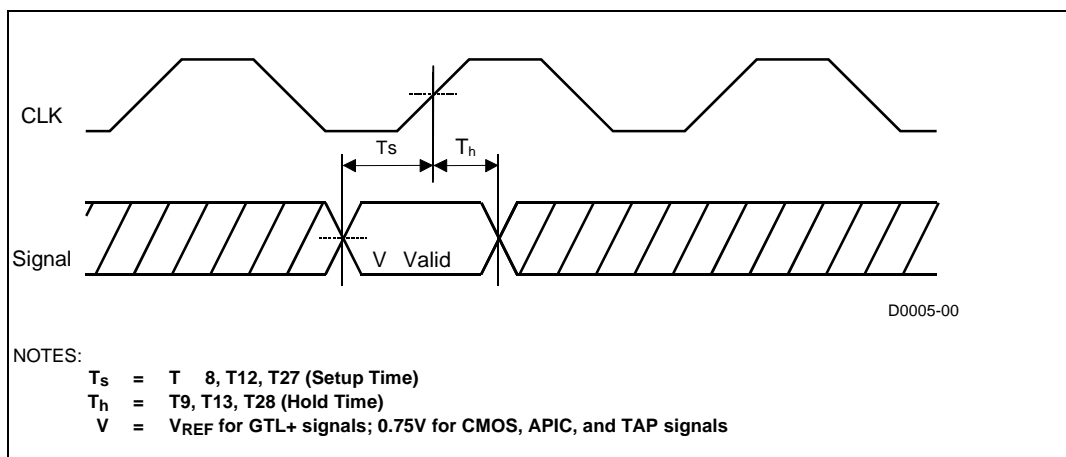 CLK
Ts Th
Signal
V Valid
D0005-00
NOTES:
Ts = T 8, T12, T27 (Setup Time)
Th = T9, T13, T28 (Hold Time)
V = VREF for GTL+ signals; 0.75V for CMOS, APIC, and TAP signals